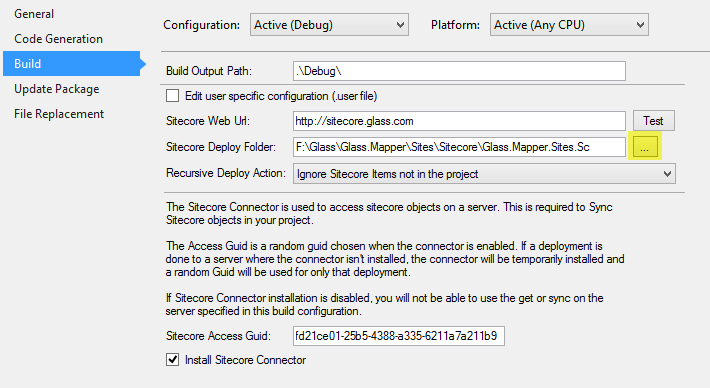 General
Code Generation
Build
Update Package
File Replacement
Configuration: Active (Debug) Platform: Active (Any CPU)
Build Output Path: .\Debug\
Edit user specific configuration (.user file)
Sitecore Web Url: http://sitecore.glass.com Test
Sitecore Deploy Folder: F:\Glass\Glass.Mapper\Sites\Sitecore\Glass.Mapper.Sites.Sc ...
Recursive Deploy Action: Ignore Sitecore Items not in the project
The Sitecore Connector is used to access sitecore objects on a server. This is required to Sync
Sitecore objects in your project.
The Access Guid is a random guid chosen when the connector is enabled. If a deployment is
done to a server where the connector isn't installed, the connector will be temporarily installed and
a random Guid will be used for only that deployment.
If Sitecore Connector installation is disabled, you will not be able to use the get or sync on the
server specified in this build configuration.
Sitecore Access Guid: fd21ce01-25b5-4388-a335-6211a7a211b9
Install Sitecore Connector